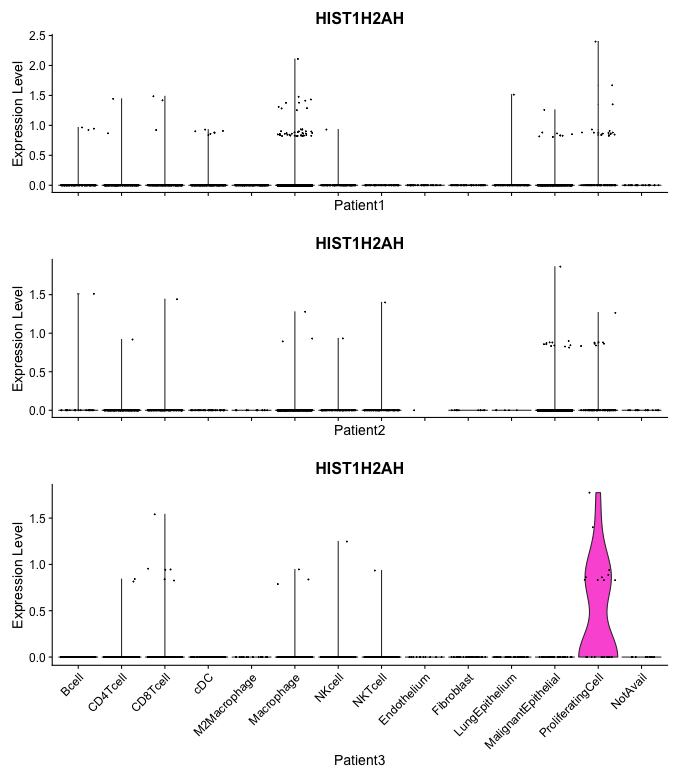 HIST1H2AH
Expression Level
2.5
2.0
1.5
1.0
0.5
0.0
Patient1
HIST1H2AH
Expression Level
1.5
1.0
0.5
0.0
Patient2
HIST1H2AH
Expression Level
1.5
1.0
0.5
0.0
Bcell
CD4Tcell
CD8Tcell
cDC
M2Macrophage
Macrophage
NKcell
NKTcell
Endothelium
Fibroblast
LungEpithelium
MalignantEpithelial
ProliferatingCell
NotAvail
Patient3